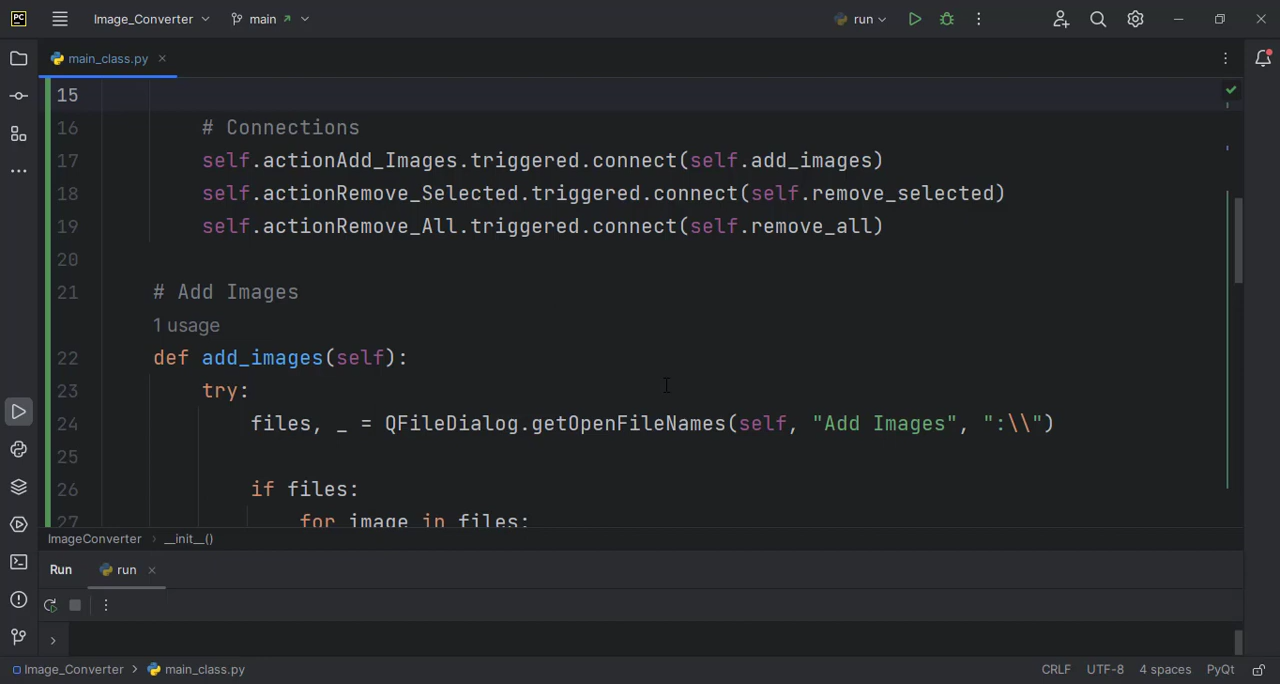 PC Image_Converter main run
main_class.py
15
16 # Connections
17 self.actionAdd_Images.triggered.connect(self.add_images)
18 self.actionRemove_Selected.triggered.connect(self.remove_selected)
19 self.actionRemove_All.triggered.connect(self.remove_all)
20
21 # Add Images
1 usage
22 def add_images(self):
23 try:
24 files, _ = QFileDialog.getOpenFileNames(self, "Add Images", ":\\")
25
26 if files:
27 for image in files:
ImageConverter › __init__()
Run run
Image_Converter › main_class.py CRLF UTF-8 4 spaces PyQt